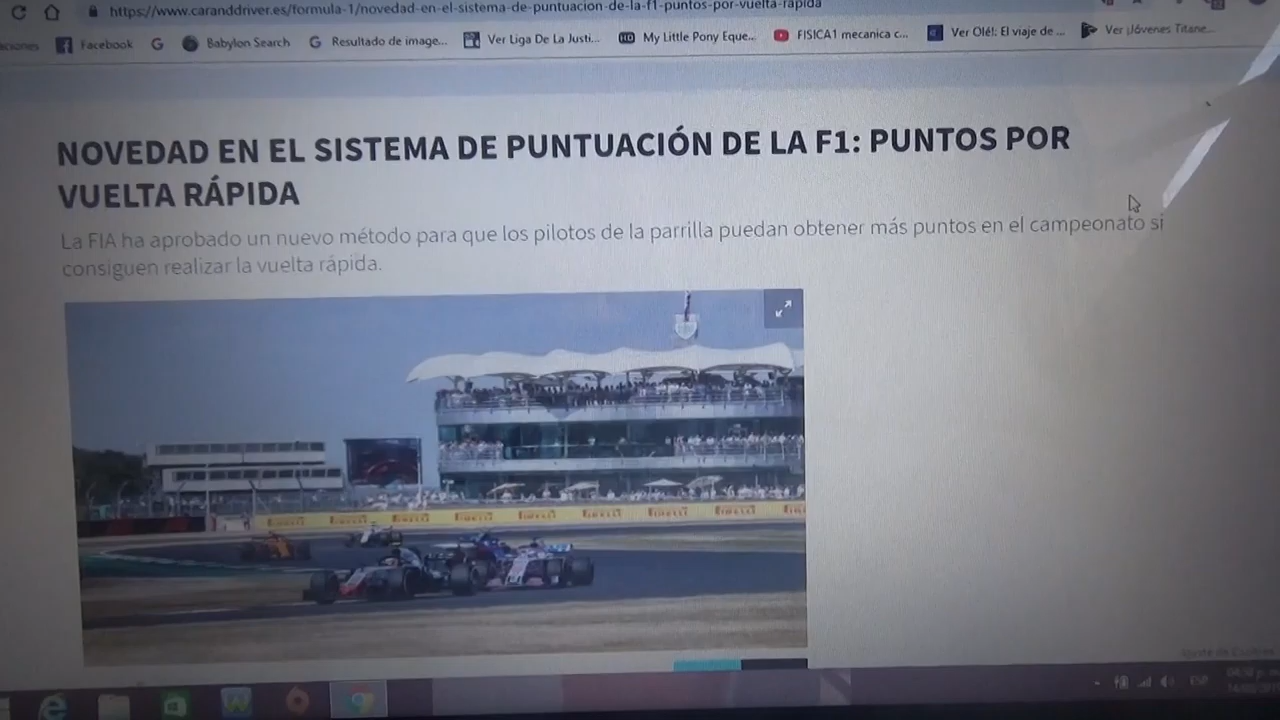 https://www.caranddriver.es/formula-1/novedad-en-el-sistema-de-puntuacion-de-la-f1-puntos-por-vuelta-rapida
Facebook Babylon Search Resultado de image... Ver Liga De La Justi... My Little Pony Eque... FISICA1 mecanica c... Ver Olé!: El viaje de ... Ver ¡Jóvenes Titane...
NOVEDAD EN EL SISTEMA DE PUNTUACIÓN DE LA F1: PUNTOS POR
VUELTA RÁPIDA
La FIA ha aprobado un nuevo método para que los pilotos de la parrilla puedan obtener más puntos en el campeonato si
consiguen realizar la vuelta rápida.
PIRELLI PIRELLI PIRELLI PIRELLI PIRELLI PIRELLI PIRELLI PIRELLI
ESP